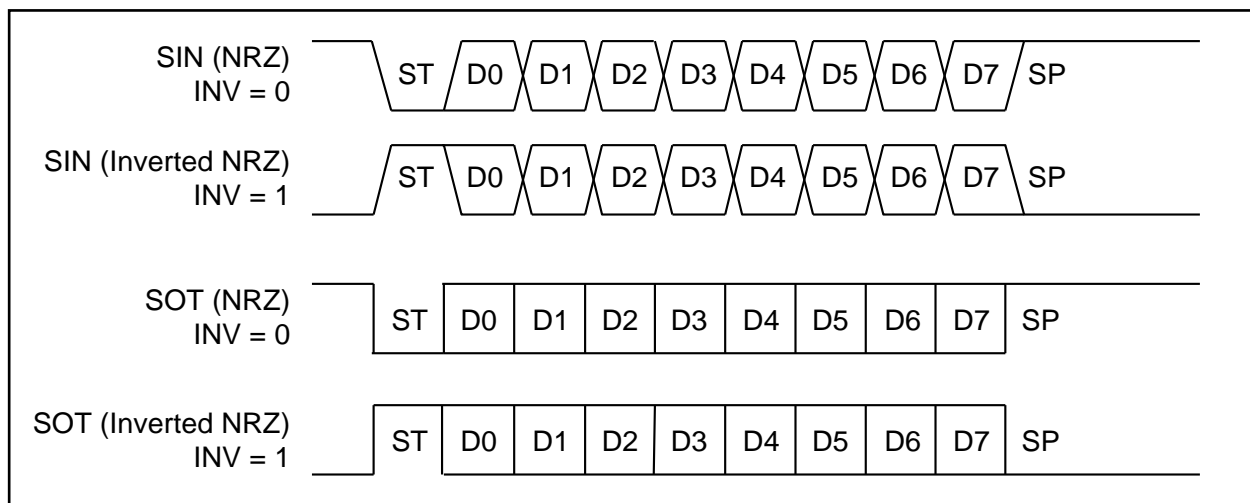 SIN (NRZ)
INV = 0
ST D0 D1 D2 D3 D4 D5 D6 D7 SP
SIN (Inverted NRZ)
INV = 1
ST D0 D1 D2 D3 D4 D5 D6 D7 SP
SOT (NRZ)
INV = 0
ST D0 D1 D2 D3 D4 D5 D6 D7 SP
SOT (Inverted NRZ)
INV = 1
ST D0 D1 D2 D3 D4 D5 D6 D7 SP